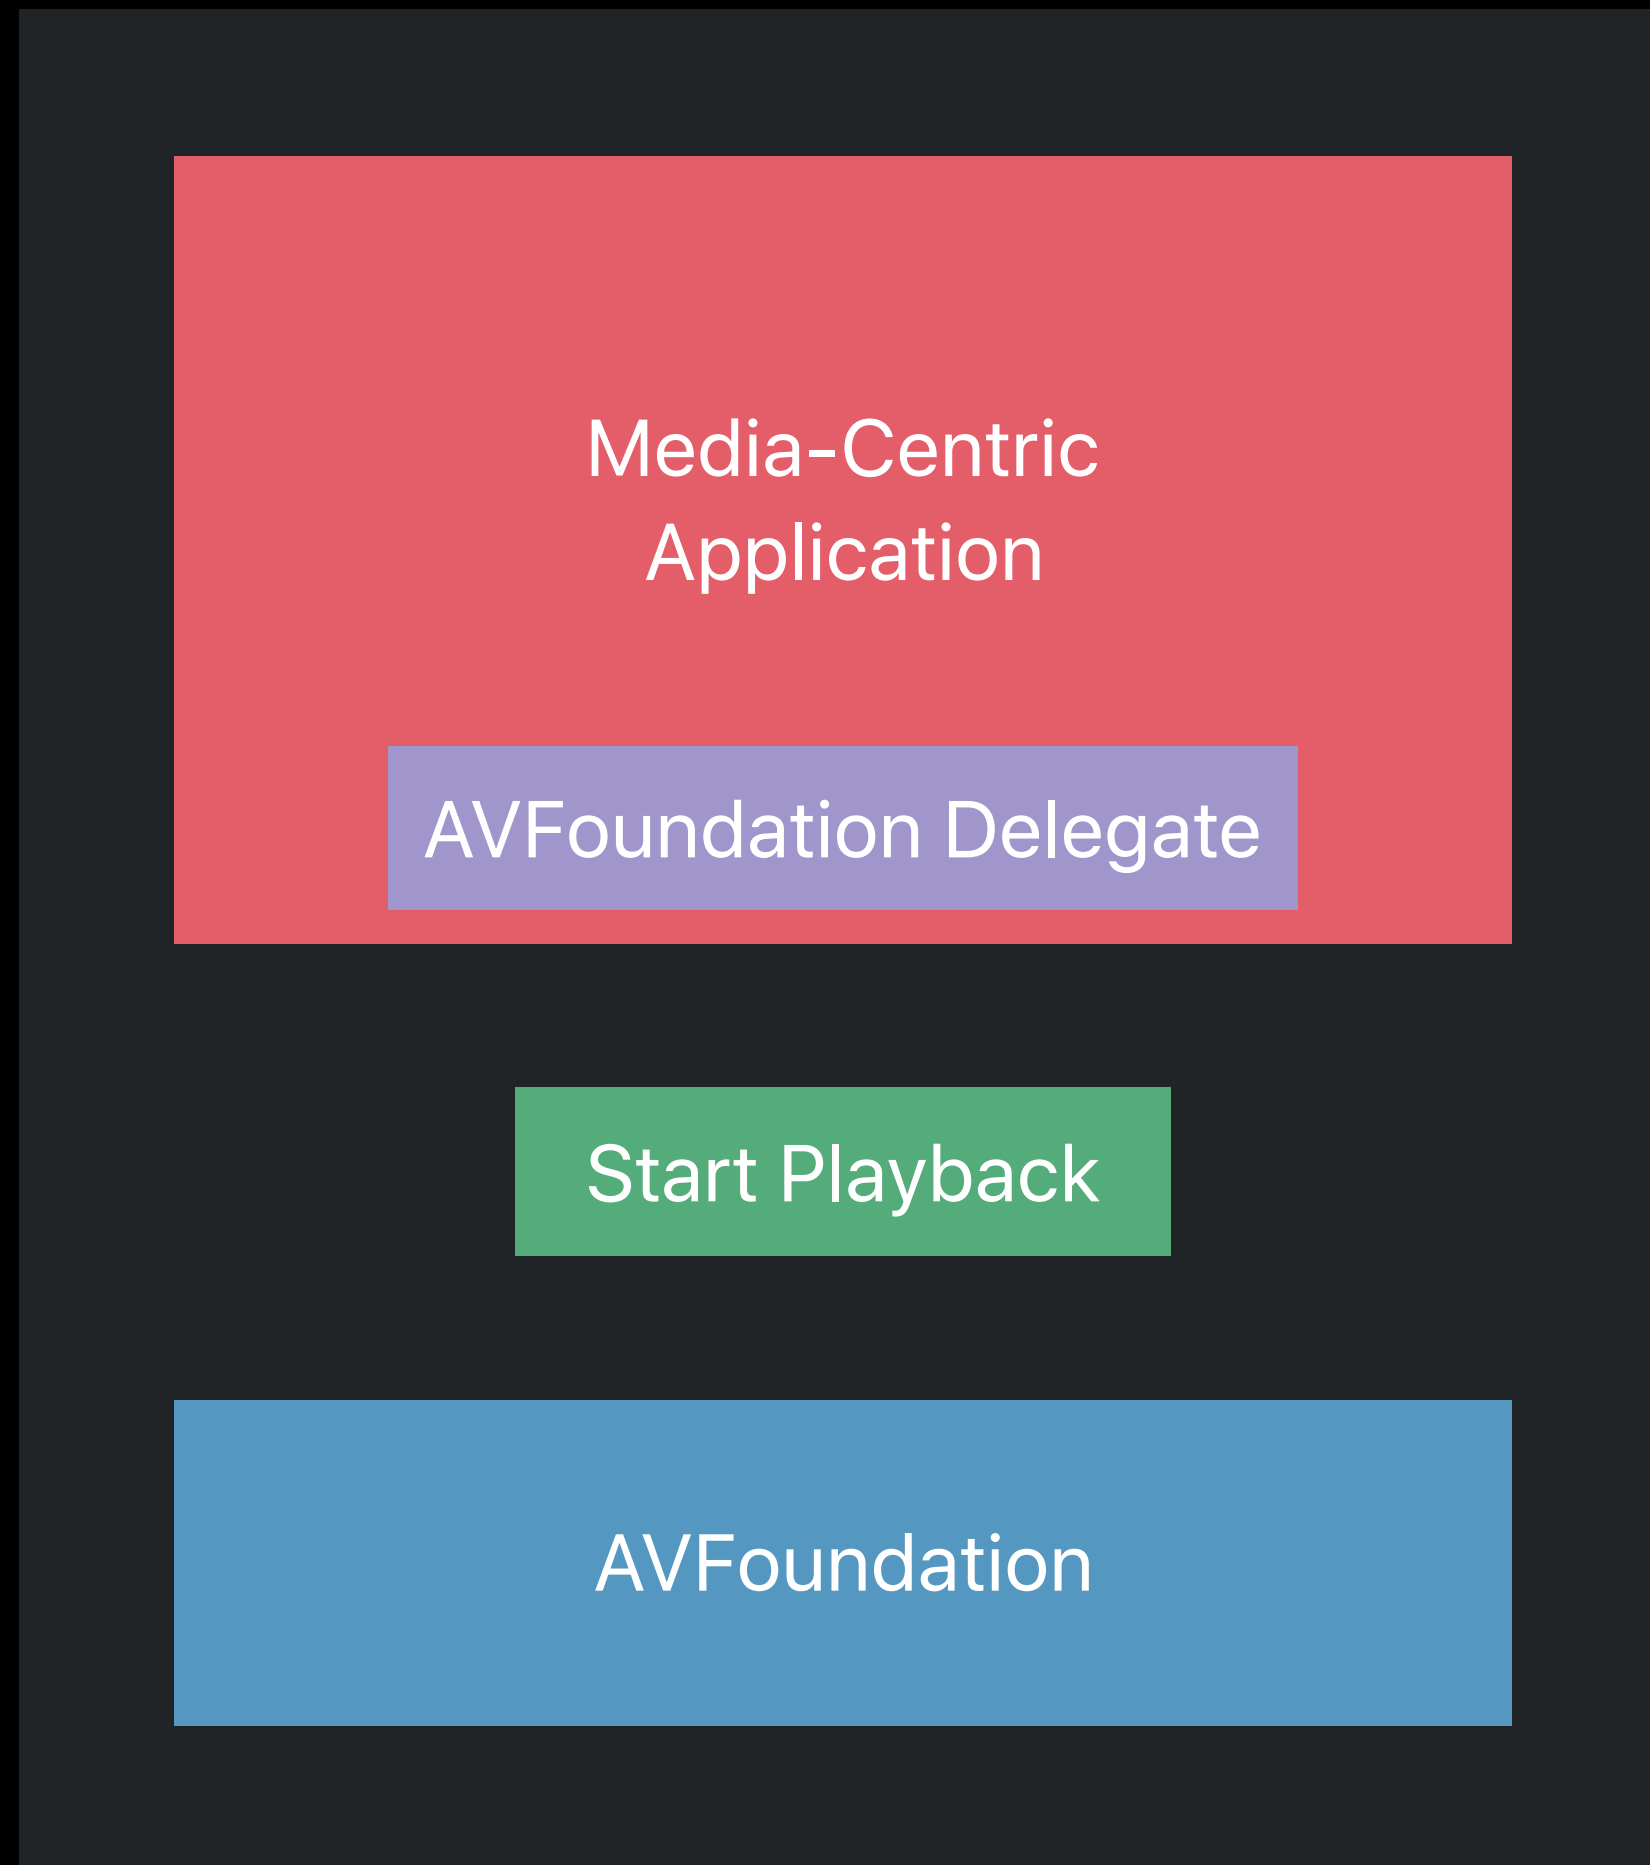 Media-Centric
Application
AVFoundation Delegate
Start Playback
AVFoundation